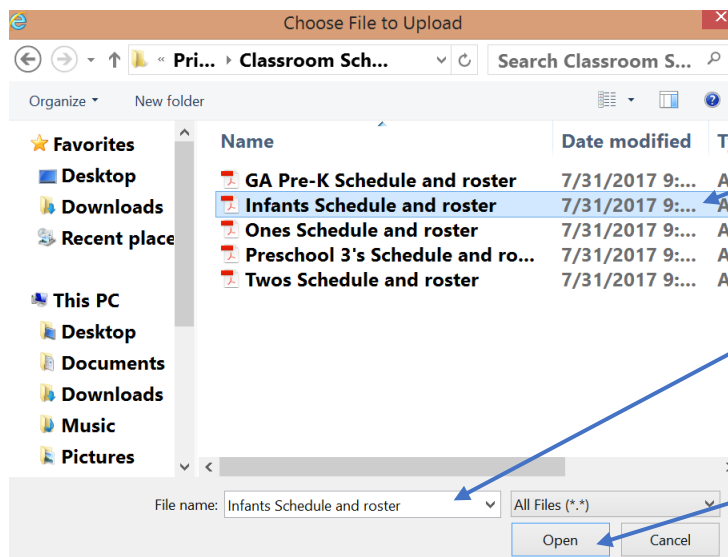 Choose File to Upload
« Pri... Classroom Sch... Search Classroom S...
Organize New folder
Name Date modified T
Favorites
Desktop
Downloads
Recent place
This PC
Desktop
Documents
Downloads
Music
Pictures
GA Pre-K Schedule and roster 7/31/2017 9:... A
Infants Schedule and roster 7/31/2017 9:... A
Ones Schedule and roster 7/31/2017 9:... A
Preschool 3's Schedule and ro... 7/31/2017 9:... A
Twos Schedule and roster 7/31/2017 9:... A
File name: Infants Schedule and roster All Files (*.*)
Open Cancel